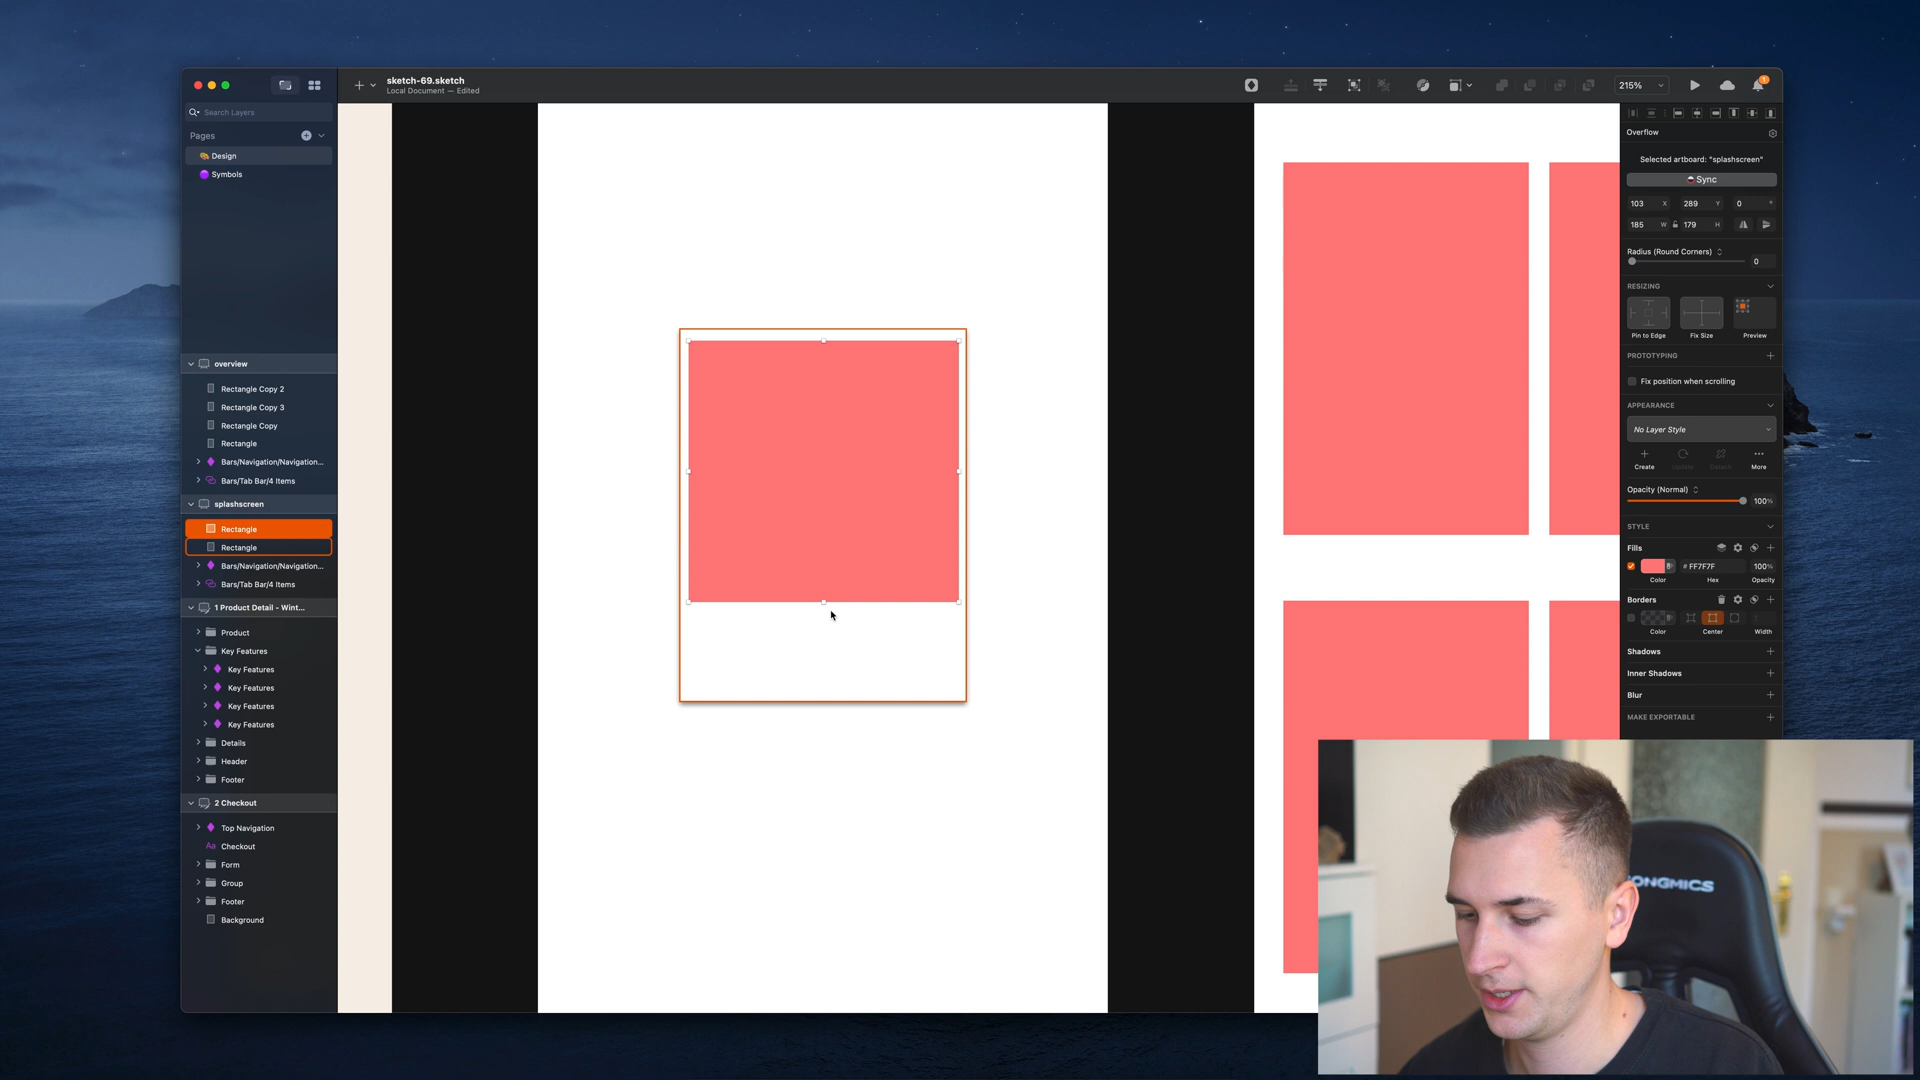 sketch-69.sketch
Local Document — Edited
215%
1
Search Layers
Pages
Design
Symbols
overview
Rectangle Copy 2
Rectangle Copy 3
Rectangle Copy
Rectangle
Bars/Navigation/Navigation...
Bars/Tab Bar/4 Items
splashscreen
Rectangle
Rectangle
Bars/Navigation/Navigation...
Bars/Tab Bar/4 Items
1 Product Detail - Wint...
Product
Key Features
Key Features
Key Features
Key Features
Key Features
Details
Header
Footer
2 Checkout
Top Navigation
Aa Checkout
Form
Group
Footer
Background
Overflow
Selected artboard: "splashscreen"
Sync
103 X 289 Y 0 °
185 W 179 H
Radius (Round Corners)
0
RESIZING
Pin to Edge Fix Size Preview
PROTOTYPING
Fix position when scrolling
APPEARANCE
No Layer Style
Create Update Detach More
Opacity (Normal)
100%
STYLE
Fills
# FF7F7F 100%
Color Hex Opacity
Borders
Color Center Width
Shadows
Inner Shadows
Blur
MAKE EXPORTABLE
ONGMICS